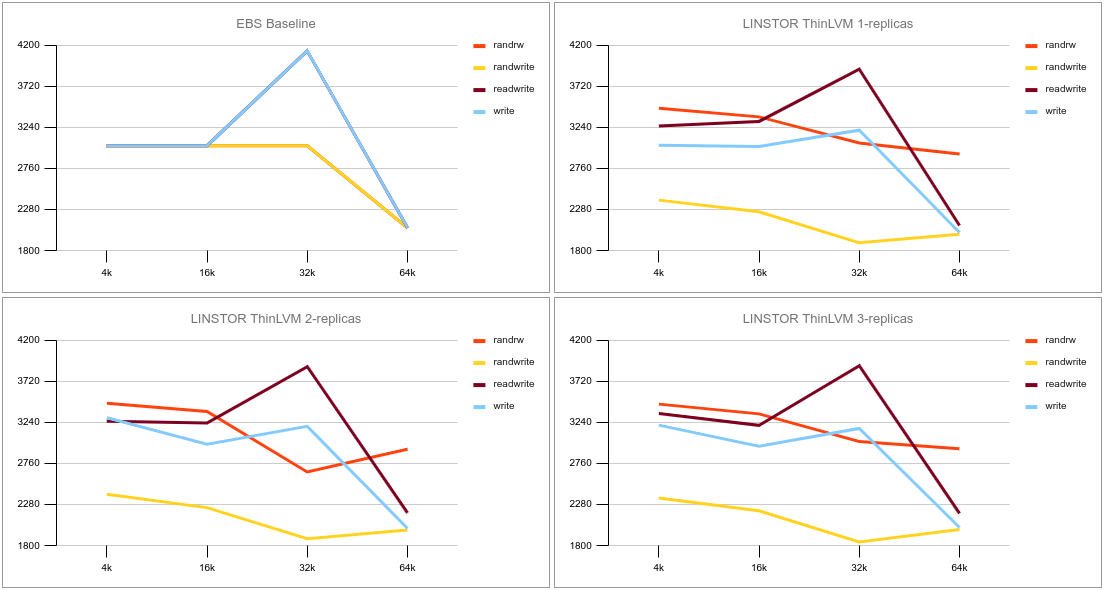 EBS Baseline
4200
3720
3240
2760
2280
1800
4k
16k
32k
64k
randrw
randwrite
readwrite
write
LINSTOR ThinLVM 1-replicas
4200
3720
3240
2760
2280
1800
4k
16k
32k
64k
randrw
randwrite
readwrite
write
LINSTOR ThinLVM 2-replicas
4200
3720
3240
2760
2280
1800
4k
16k
32k
64k
randrw
randwrite
readwrite
write
LINSTOR ThinLVM 3-replicas
4200
3720
3240
2760
2280
1800
4k
16k
32k
64k
randrw
randwrite
readwrite
write